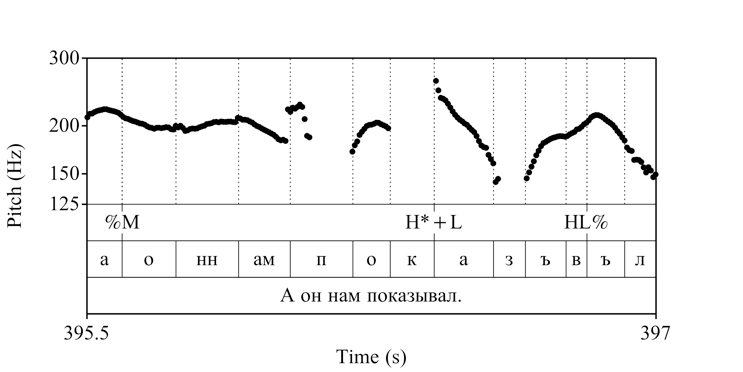 300
200
150
125
Pitch (Hz)
%M H*+L HL%
а о нн ам п о к а з ъ в ъ л
А он нам показывал.
395.5 397
Time (s)